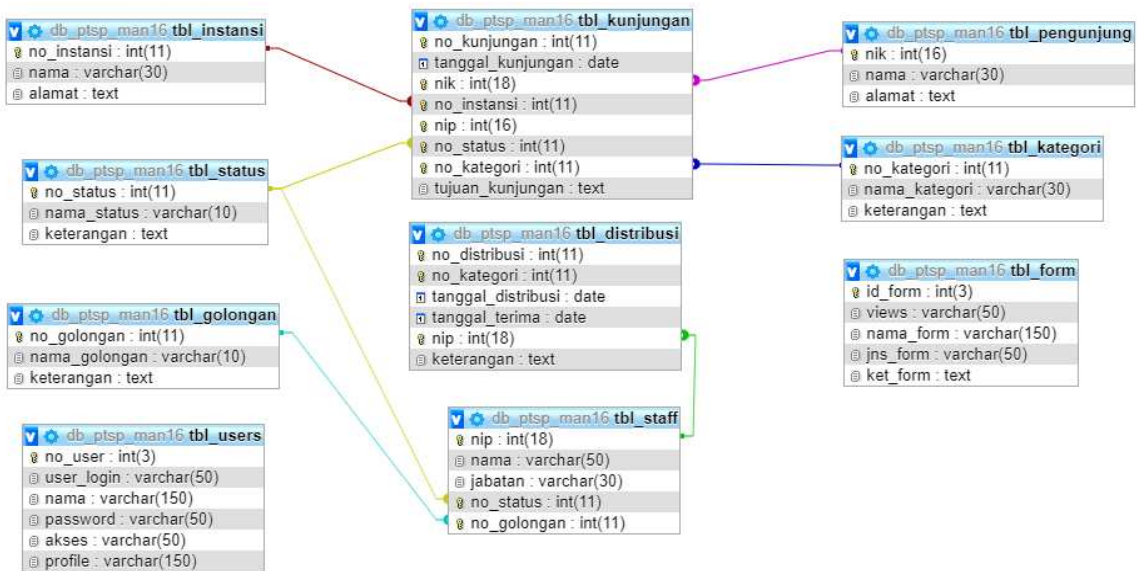 db_ptsp_man16 tbl_instansi
no_instansi : int(11)
nama : varchar(30)
alamat : text
db_ptsp_man16 tbl_status
no_status : int(11)
nama_status : varchar(10)
keterangan : text
db_ptsp_man16 tbl_golongan
no_golongan : int(11)
nama_golongan : varchar(10)
keterangan : text
db_ptsp_man16 tbl_users
no_user : int(3)
user_login : varchar(50)
nama : varchar(150)
password : varchar(50)
akses : varchar(50)
profile : varchar(150)
db_ptsp_man16 tbl_kunjungan
no_kunjungan : int(11)
tanggal_kunjungan : date
nik : int(18)
no_instansi : int(11)
nip : int(16)
no_status : int(11)
no_kategori : int(11)
tujuan_kunjungan : text
db_ptsp_man16 tbl_distribusi
no_distribusi : int(11)
no_kategori : int(11)
tanggal_distribusi : date
tanggal_terima : date
nip : int(18)
keterangan : text
db_ptsp_man16 tbl_staff
nip : int(18)
nama : varchar(50)
jabatan : varchar(30)
no_status : int(11)
no_golongan : int(11)
db_ptsp_man16 tbl_pengunjung
nik : int(16)
nama : varchar(30)
alamat : text
db_ptsp_man16 tbl_kategori
no_kategori : int(11)
nama_kategori : varchar(30)
keterangan : text
db_ptsp_man16 tbl_form
id_form : int(3)
views : varchar(50)
nama_form : varchar(150)
jns_form : varchar(50)
ket_form : text